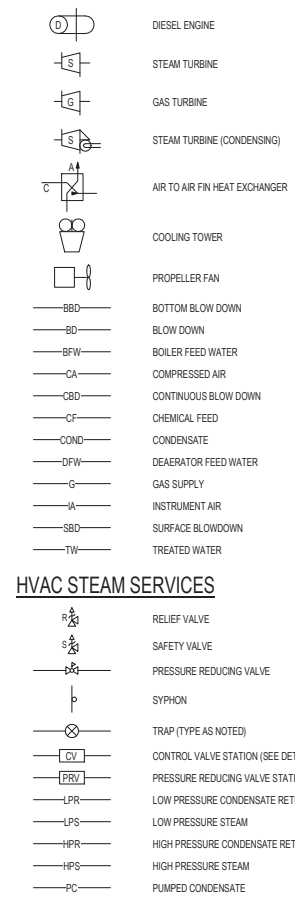 D DIESEL ENGINE
S STEAM TURBINE
G GAS TURBINE
S STEAM TURBINE (CONDENSING)
A
C AIR TO AIR FIN HEAT EXCHANGER
COOLING TOWER
PROPELLER FAN
BBD BOTTOM BLOW DOWN
BD BLOW DOWN
BFW BOILER FEED WATER
CA COMPRESSED AIR
CBD CONTINUOUS BLOW DOWN
CF CHEMICAL FEED
COND CONDENSATE
DFW DEAERATOR FEED WATER
G GAS SUPPLY
IA INSTRUMENT AIR
SBD SURFACE BLOWDOWN
TW TREATED WATER
HVAC STEAM SERVICES
R RELIEF VALVE
S SAFETY VALVE
PRESSURE REDUCING VALVE
SYPHON
TRAP (TYPE AS NOTED)
CV CONTROL VALVE STATION (SEE DET
PRV PRESSURE REDUCING VALVE STATI
LPR LOW PRESSURE CONDENSATE RET
LPS LOW PRESSURE STEAM
HPR HIGH PRESSURE CONDENSATE RET
HPS HIGH PRESSURE STEAM
PC PUMPED CONDENSATE